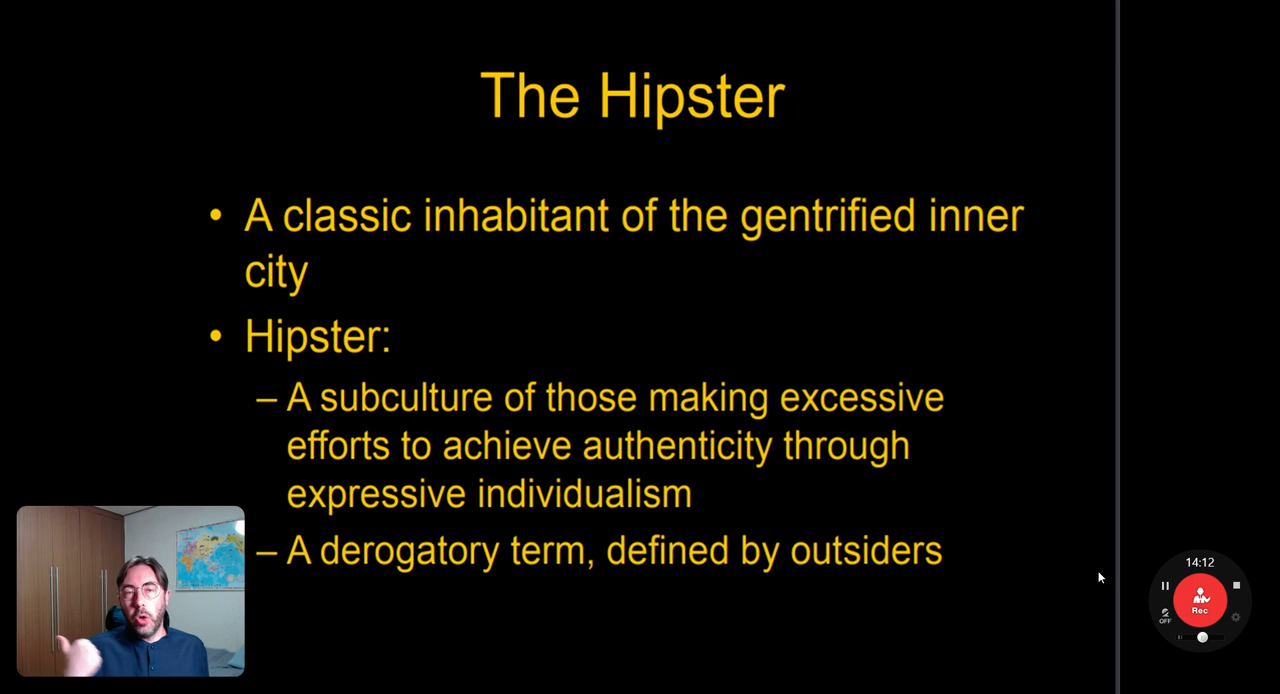 The Hipster
• A classic inhabitant of the gentrified inner
city
• Hipster:
– A subculture of those making excessive
efforts to achieve authenticity through
expressive individualism
– A derogatory term, defined by outsiders
14:12
Rec
OFF